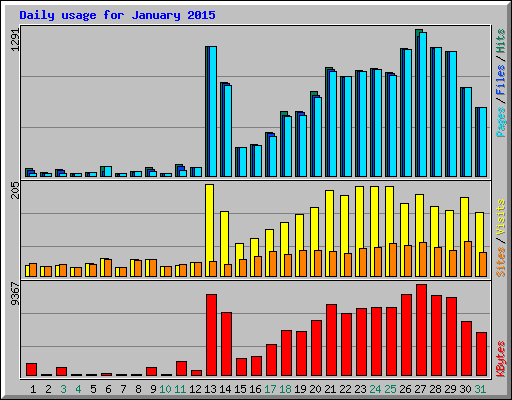 Daily usage for January 2015
1291
Pages / Files / Hits
205
Sites / Visits
9367
KBytes
1 2 3 4 5 6 7 8 9 10 11 12 13 14 15 16 17 18 19 20 21 22 23 24 25 26 27 28 29 30 31